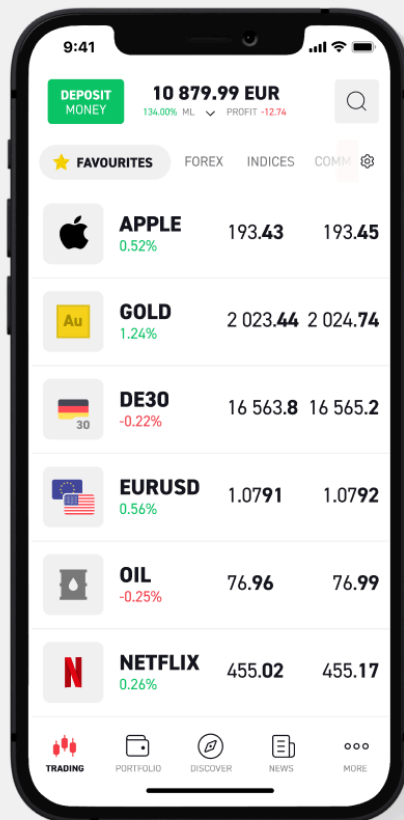 9:41
DEPOSIT
MONEY
10 879.99 EUR
134.00% ML PROFIT -12.74
FAVOURITES FOREX INDICES COMM
APPLE
0.52%
193.43 193.45
Au
GOLD
1.24%
2 023.44 2 024.74
30
DE30
-0.22%
16 563.8 16 565.2
EURUSD
0.56%
1.0791 1.0792
OIL
-0.25%
76.96 76.99
N
NETFLIX
0.26%
455.02 455.17
TRADING PORTFOLIO DISCOVER NEWS MORE